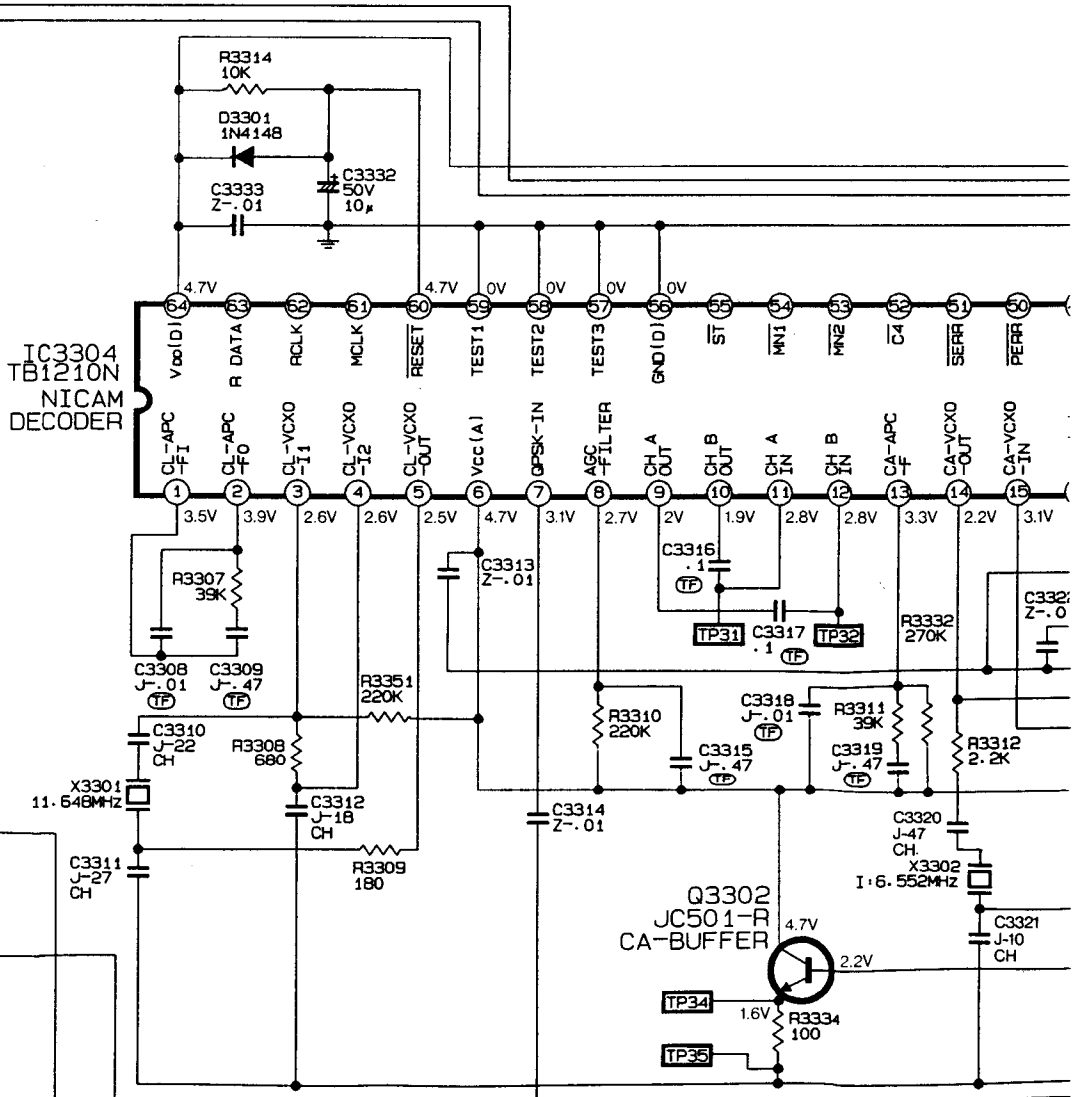 R3314
10K
D3301
1N4148
C3333
Z-.01
C3332
50V
10μ
4.7V
4.7V
0V
0V
0V
0V
64
63
62
61
60
59
58
57
56
55
54
53
52
51
50
VDD(D)
R DATA
RCLK
MCLK
RESET
TEST1
TEST2
TEST3
GND(D)
ST
MN1
MN2
C4
SERR
PERR
IC3304
TB1210N
NICAM
DECODER
CL-APC
-FI
CL-APC
-FO
CL-VCXO
-I1
CL-VCXO
-I2
CL-VCXO
-OUT
Vcc(A)
QPSK-IN
AGC
-FILTER
CH A
OUT
CH B
OUT
CH A
IN
CH B
IN
CA-APC
-F
CA-VCXO
-OUT
CA-VCXO
-IN
1
2
3
4
5
6
7
8
9
10
11
12
13
14
15
3.5V
3.9V
2.6V
2.6V
2.5V
4.7V
3.1V
2.7V
2V
1.9V
2.8V
2.8V
3.3V
2.2V
3.1V
R3307
39K
C3313
Z-.01
C3316
.1
TF
TP31
C3317
.1
TF
TP32
R3332
270K
Z-.0
C3308
J-.01
TF
C3309
J-.47
TF
R3351
220K
C3310
J-22
CH
R3308
680
X3301
11.648MHz
C3312
J-18
CH
C3311
J-27
CH
R3309
180
C3314
Z-.01
R3310
220K
C3315
J-.47
TF
C3318
J-.01
TF
R3311
39K
C3319
J-.47
TF
R3312
2.2K
C3320
J-47
CH.
X3302
I:6.552MHz
C3321
J-10
CH
Q3302
JC501-R
CA-BUFFER
4.7V
2.2V
TP34
1.6V
R3334
100
TP35